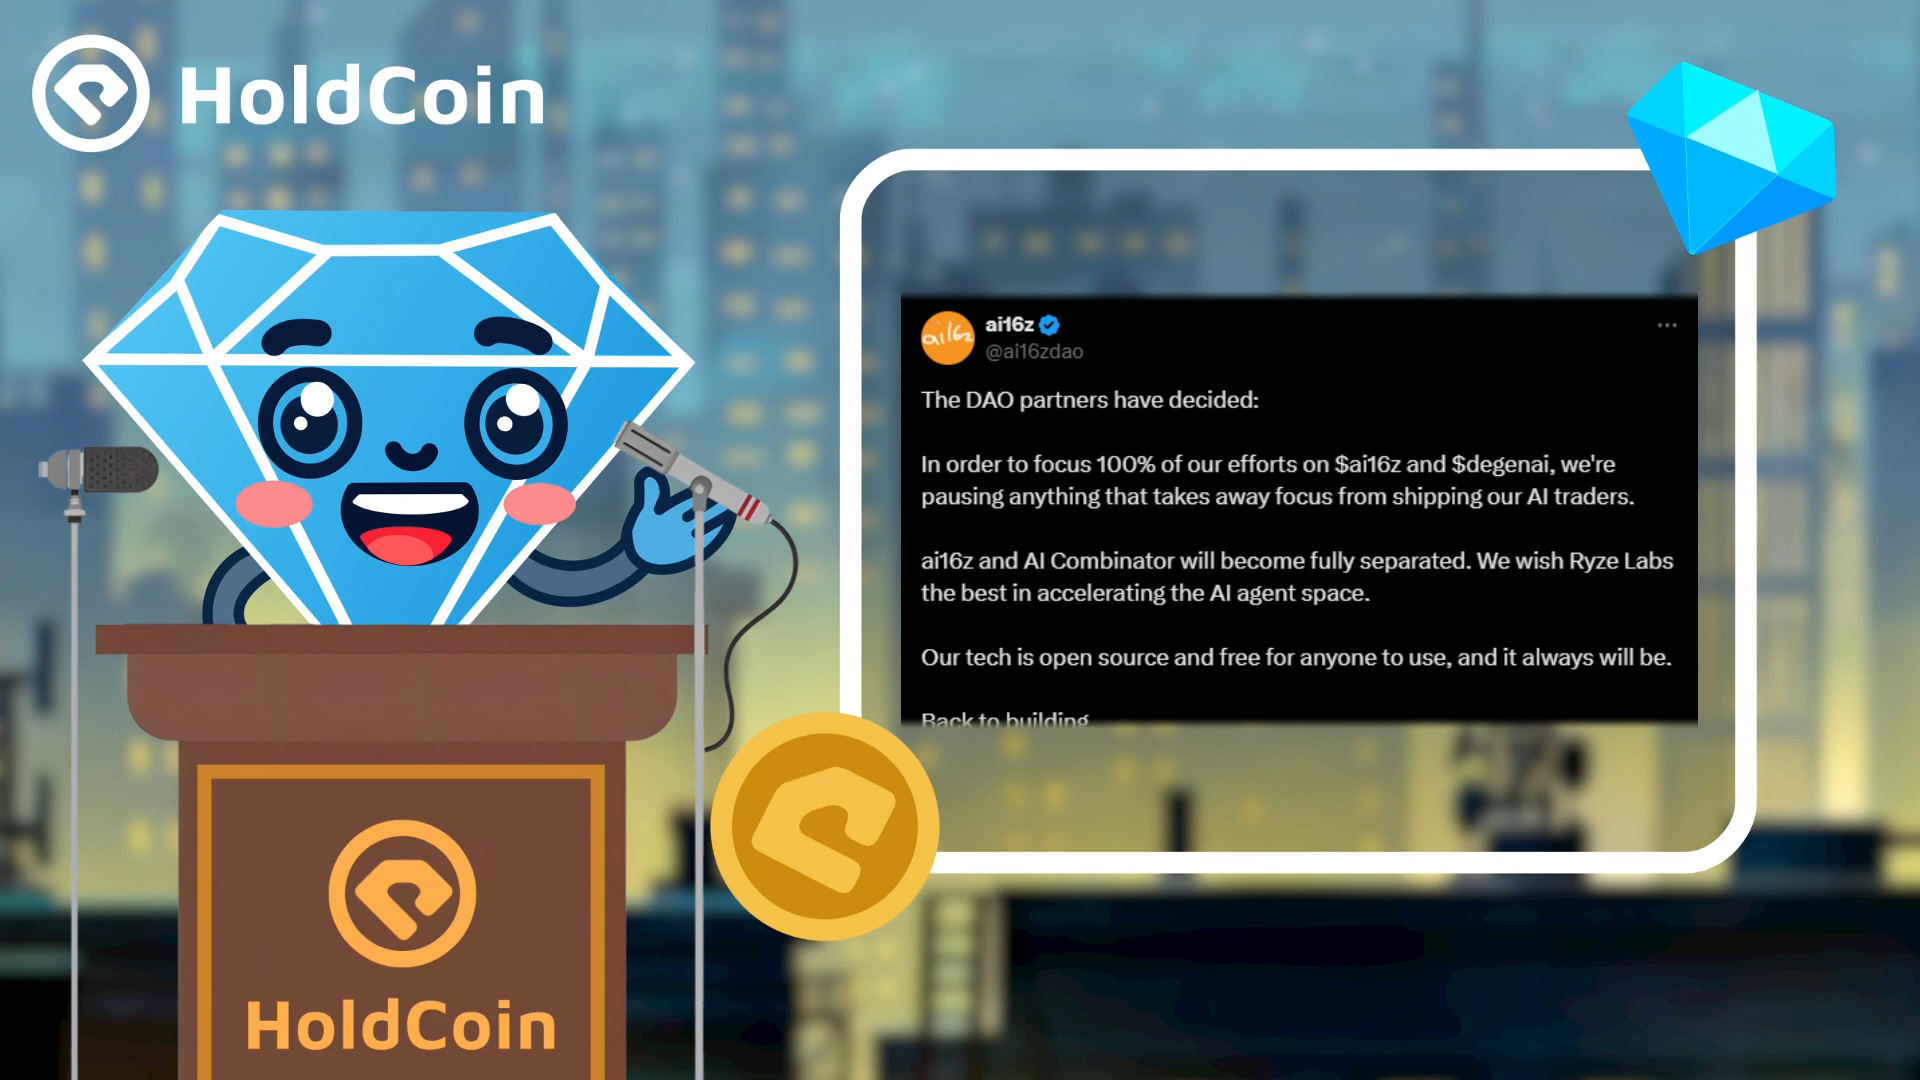 HoldCoin
ai16z
ai16z
@ai16zdao
The DAO partners have decided:
In order to focus 100% of our efforts on $ai16z and $degenai, we're
pausing anything that takes away focus from shipping our AI traders.
ai16z and AI Combinator will become fully separated. We wish Ryze Labs
the best in accelerating the AI agent space.
Our tech is open source and free for anyone to use, and it always will be.
Back to building
HoldCoin